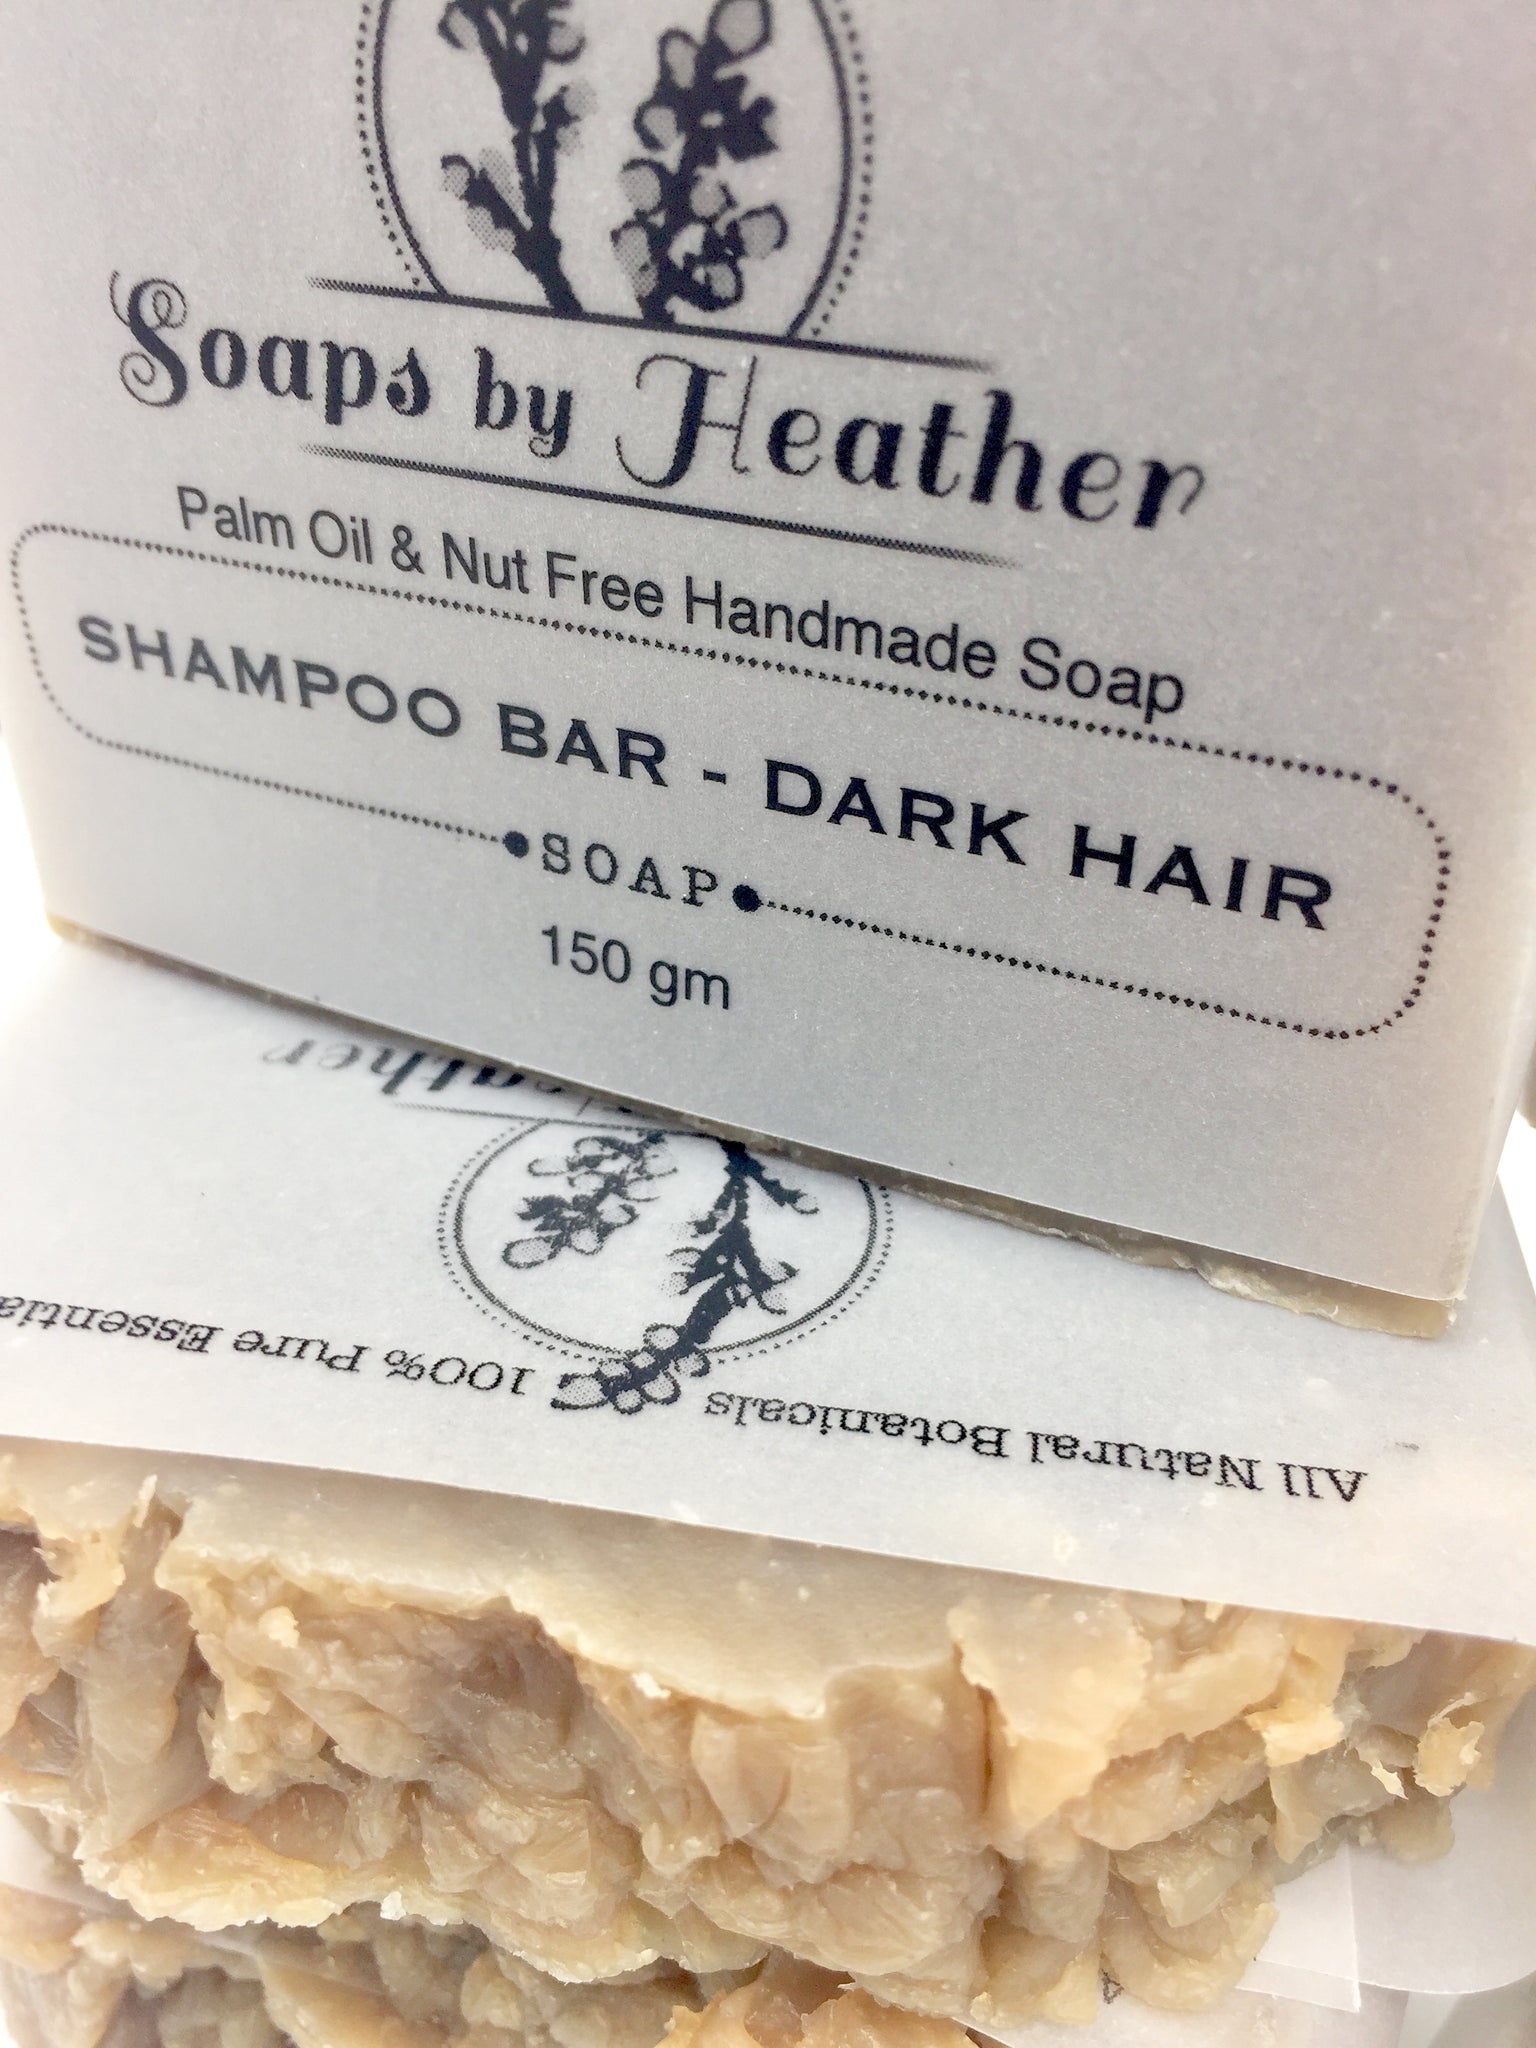 Soaps by Heather
Palm Oil & Nut Free Handmade Soap
SHAMPOO BAR - DARK HAIR
SOAP
150 gm
All Natural Botanicals 100% Pure